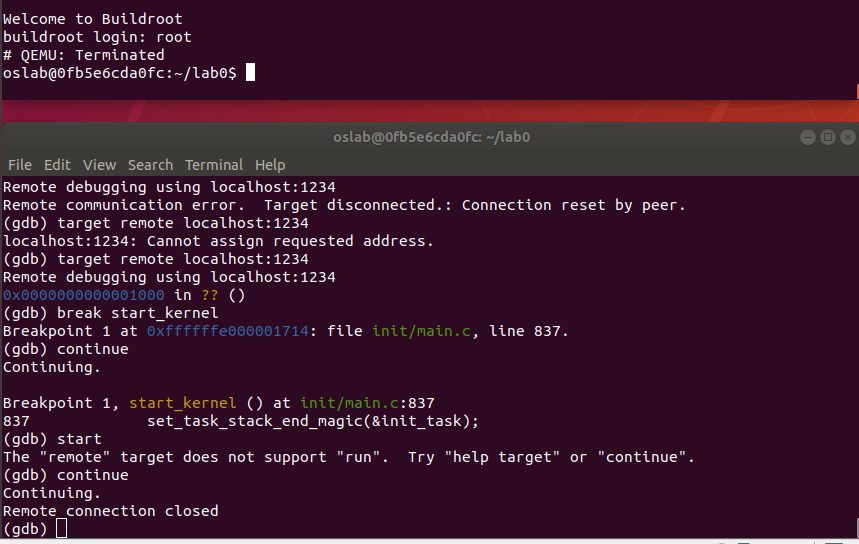 Welcome to Buildroot
buildroot login: root
# QEMU: Terminated
oslab@0fb5e6cda0fc:~/lab0$
oslab@0fb5e6cda0fc: ~/lab0
File Edit View Search Terminal Help
Remote debugging using localhost:1234
Remote communication error.  Target disconnected.: Connection reset by peer.
(gdb) target remote localhost:1234
localhost:1234: Cannot assign requested address.
(gdb) target remote localhost:1234
Remote debugging using localhost:1234
0x0000000000001000 in ?? ()
(gdb) break start_kernel
Breakpoint 1 at 0xffffffe000001714: file init/main.c, line 837.
(gdb) continue
Continuing.
Breakpoint 1, start_kernel () at init/main.c:837
837             set_task_stack_end_magic(&init_task);
(gdb) start
The "remote" target does not support "run".  Try "help target" or "continue".
(gdb) continue
Continuing.
Remote connection closed
(gdb)